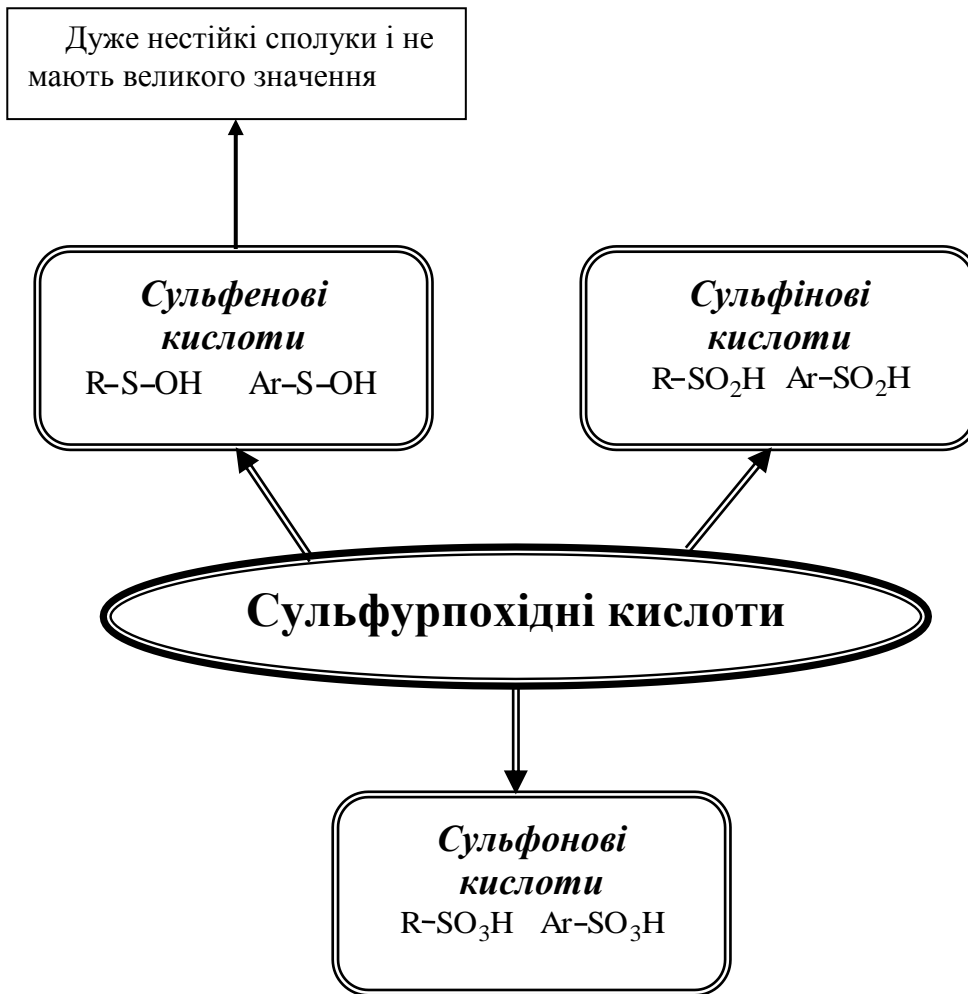 Дуже нестійкі сполуки і не
мають великого значення
Сульфенові
кислоти
R–S–OH Ar–S–OH
Сульфінові
кислоти
R–SO₂H Ar–SO₂H
Сульфурпохідні кислоти
Сульфонові
кислоти
R–SO₃H Ar–SO₃H